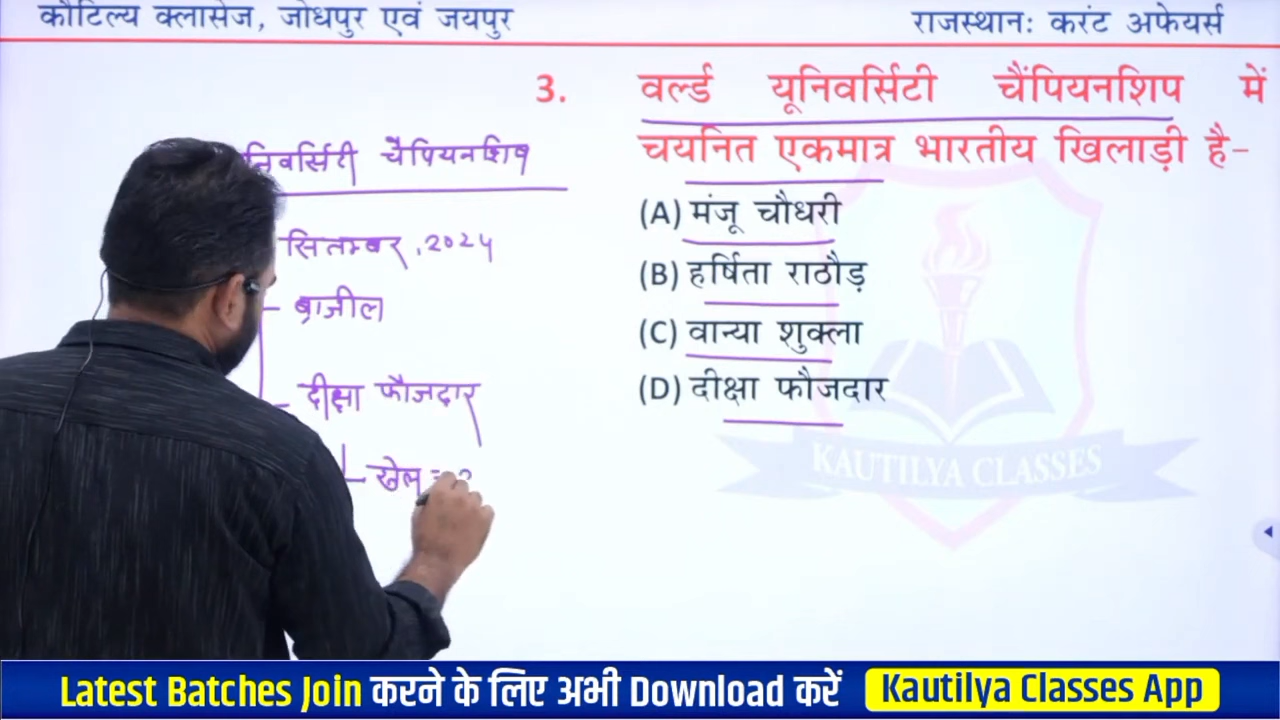 कौटिल्य क्लासेज, जोधपुर एवं जयपुर
राजस्थानः करंट अफेयर्स
3. वर्ल्ड यूनिवर्सिटी चैंपियनशिप में
चयनित एकमात्र भारतीय खिलाड़ी है-
(A) मंजू चौधरी
(B) हर्षिता राठौड़
(C) वान्या शुक्ला
(D) दीक्षा फौजदार
निवर्सिटी चैंपियनशिप
सितम्बर, 2024
ब्राजील
दीक्षा फौजदार
खेल
KAUTILYA CLASSES
Latest Batches Join करने के लिए अभी Download करें
Kautilya Classes App